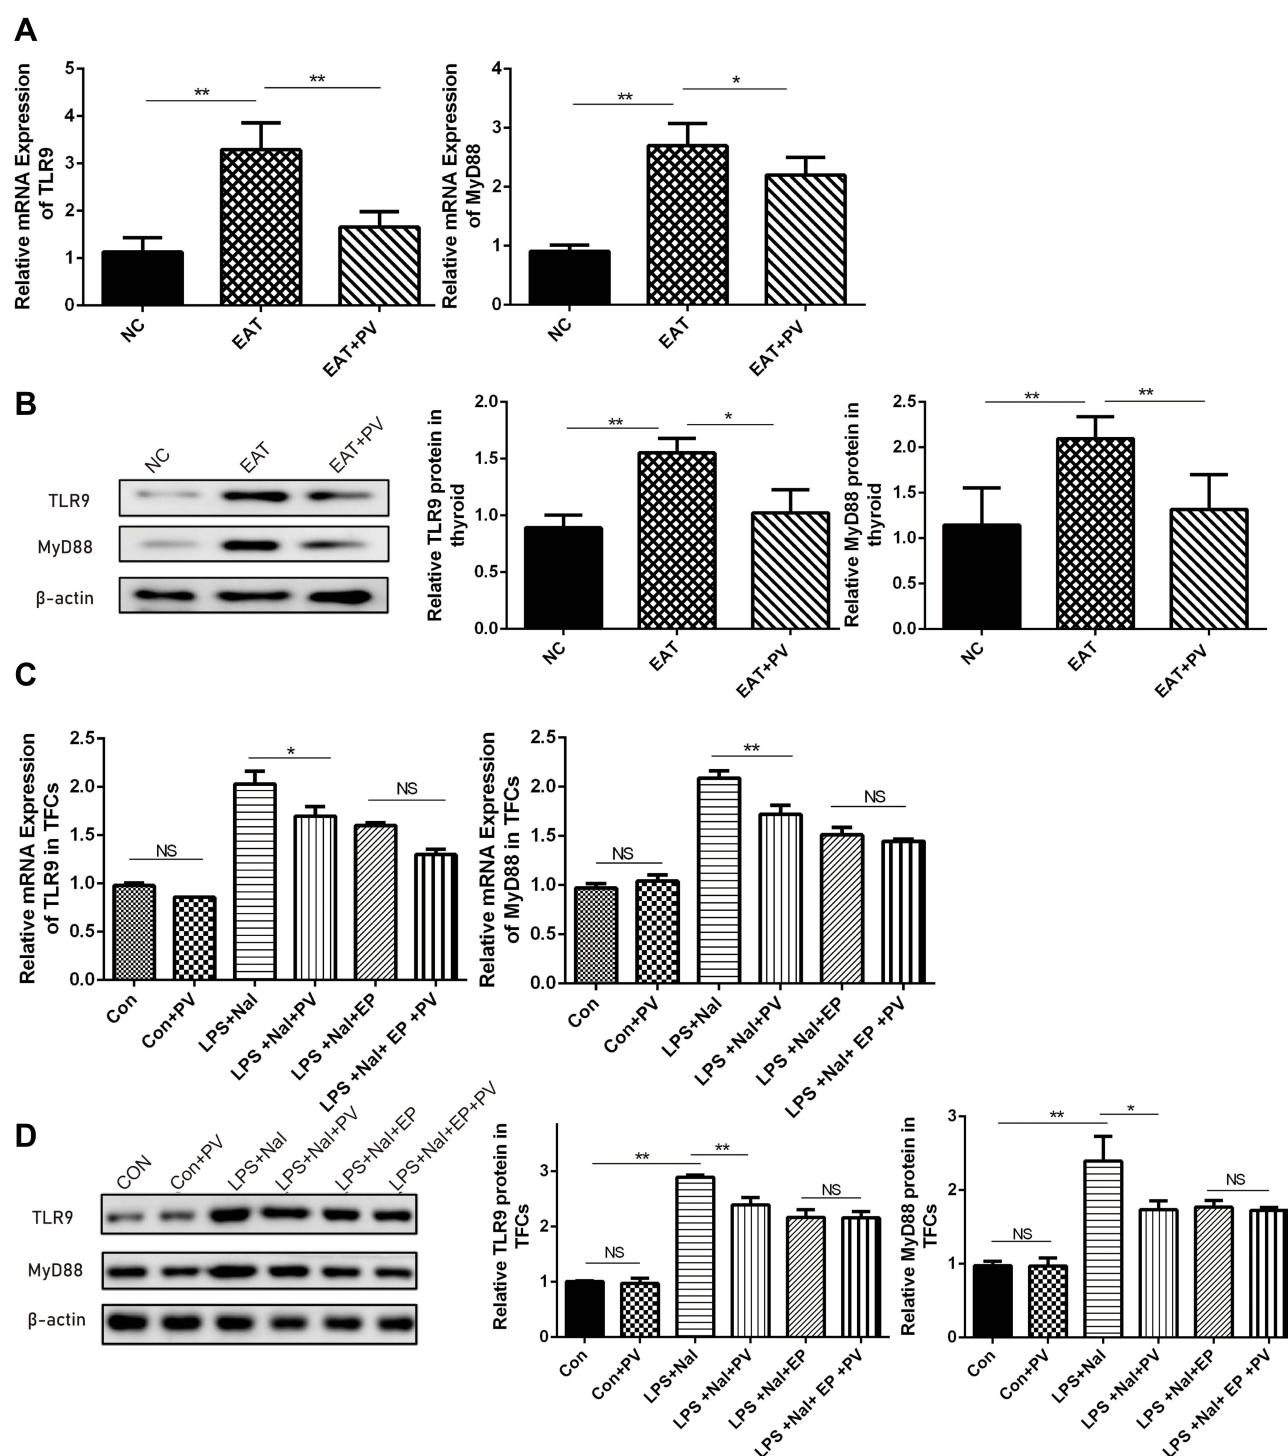 A
Relative mRNA Expression
of TLR9
5
4
3
2
1
0
**
**
NC
EAT
EAT+PV
Relative mRNA Expression
of MyD88
4
3
2
1
0
**
*
NC
EAT
EAT+PV
B
NC
EAT
EAT+PV
TLR9
MyD88
β-actin
Relative TLR9 protein in
thyroid
2.0
1.5
1.0
0.5
0.0
**
*
NC
EAT
EAT+PV
Relative MyD88 protein in
thyroid
2.5
2.0
1.5
1.0
0.5
0.0
**
**
NC
EAT
EAT+PV
C
Relative mRNA Expression
of TLR9 in TFCs
2.5
2.0
1.5
1.0
0.5
0.0
NS
*
NS
Con
Con+PV
LPS+Nal
LPS +Nal+PV
LPS +Nal+EP
LPS +Nal+ EP +PV
Relative mRNA Expression
of MyD88 in TFCs
2.5
2.0
1.5
1.0
0.5
0.0
NS
**
NS
Con
Con+PV
LPS+Nal
LPS +Nal+PV
LPS +Nal+EP
LPS +Nal+ EP +PV
D
CON
Con+PV
LPS+Nal
LPS+Nal+PV
LPS+Nal+EP
LPS+Nal+EP+PV
TLR9
MyD88
β-actin
Relative TLR9 protein in
TFCs
3
2
1
0
NS
**
**
NS
Con
Con+PV
LPS+Nal
LPS +Nal+PV
LPS +Nal+EP
LPS +Nal+ EP +PV
Relative MyD88 protein in
TFCs
3
2
1
0
NS
**
*
NS
Con
Con+PV
LPS+Nal
LPS +Nal+PV
LPS +Nal+EP
LPS +Nal+ EP +PV